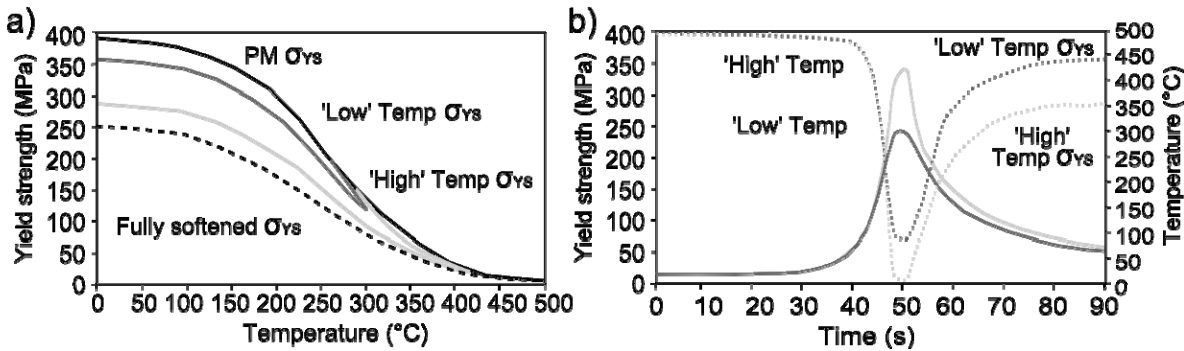 a)
Yield strength (MPa)
400
350
300
250
200
150
100
50
0
PM σYS
'Low' Temp σYS
'High' Temp σYS
Fully softened σYS
0 50 100 150 200 250 300 350 400 450 500
Temperature (°C)
b)
Yield strength (MPa)
400
350
300
250
200
150
100
50
0
'High' Temp
'Low' Temp
'Low' Temp σYS
'High'
Temp σYS
500
450
400
350
300
250
200
150
100
50
0
Temperature (°C)
0 10 20 30 40 50 60 70 80 90
Time (s)